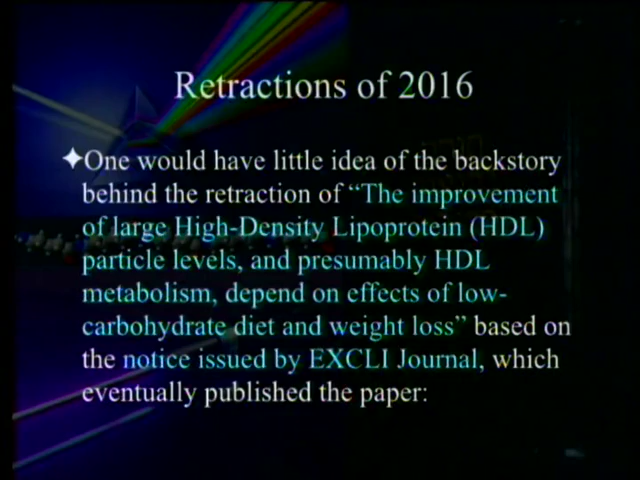 Retractions of 2016
One would have little idea of the backstory
behind the retraction of “The improvement
of large High-Density Lipoprotein (HDL)
particle levels, and presumably HDL
metabolism, depend on effects of low-
carbohydrate diet and weight loss” based on
the notice issued by EXCLI Journal, which
eventually published the paper: